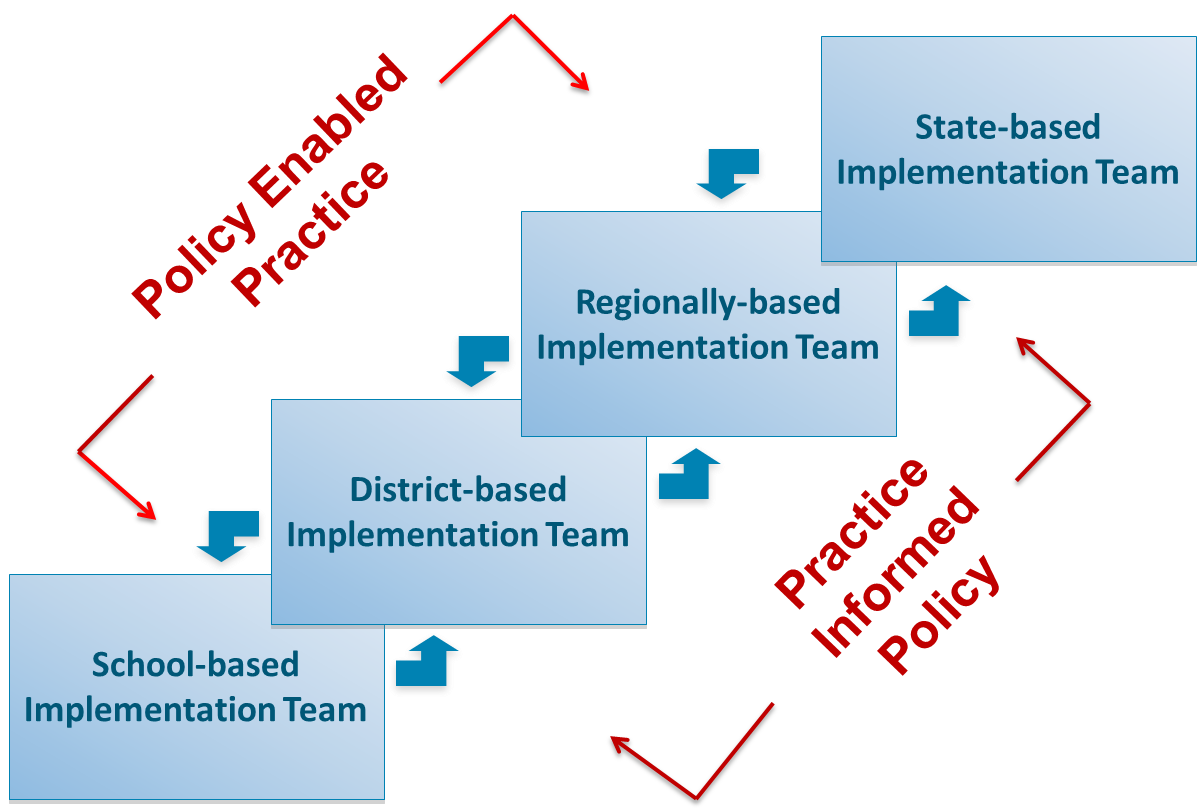 Policy Enabled
Practice
State-based
Implementation Team
Regionally-based
Implementation Team
District-based
Implementation Team
School-based
Implementation Team
Practice
Informed
Policy